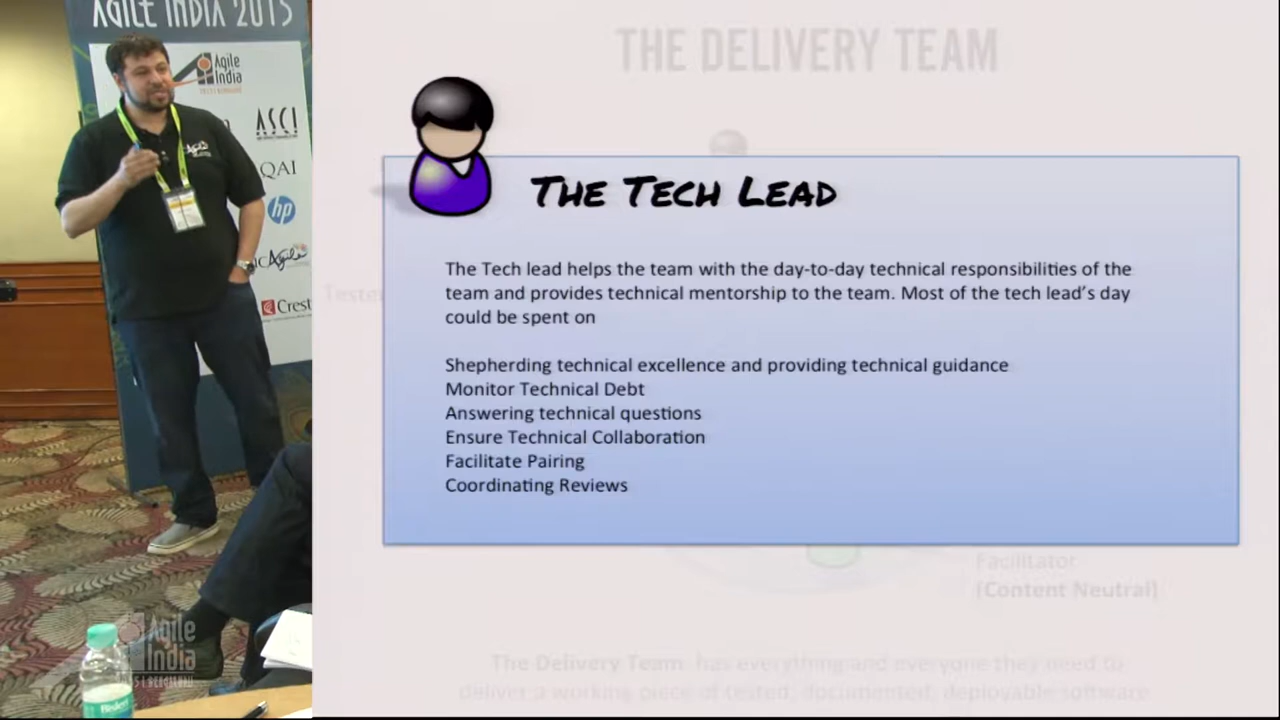 AGILE INDIA 2015
Agile
India
ASCI
QAI
hp
Agile
Crest
Agile
India
THE DELIVERY TEAM
THE TECH LEAD
The Tech lead helps the team with the day-to-day technical responsibilities of the
team and provides technical mentorship to the team. Most of the tech lead's day
could be spent on
Shepherding technical excellence and providing technical guidance
Monitor Technical Debt
Answering technical questions
Ensure Technical Collaboration
Facilitate Pairing
Coordinating Reviews
Facilitator
(Content Neutral)
The Delivery Team has everything and everyone they need to
deliver a working piece of tested, documented, deployable software